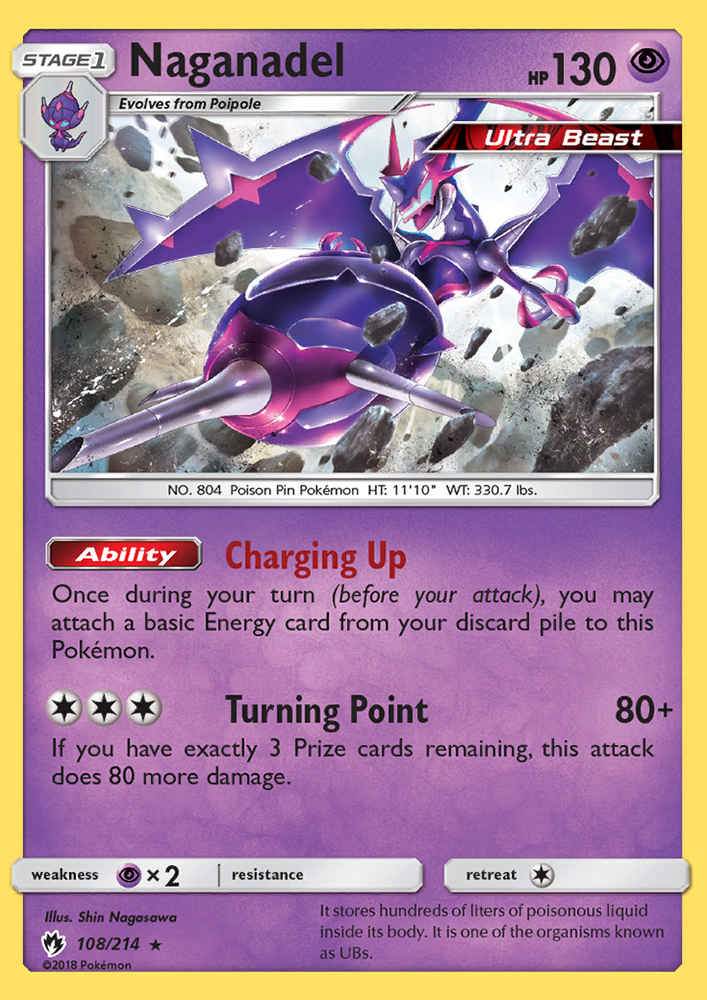 STAGE1
Naganadel
HP130
Evolves from Poipole
Ultra Beast
NO. 804 Poison Pin Pokémon HT: 11'10" WT: 330.7 lbs.
Ability Charging Up
Once during your turn (before your attack), you may
attach a basic Energy card from your discard pile to this
Pokémon.
Turning Point 80+
If you have exactly 3 Prize cards remaining, this attack
does 80 more damage.
weakness ×2 resistance retreat
Illus. Shin Nagasawa
108/214 ★
©2018 Pokémon
It stores hundreds of liters of poisonous liquid
inside its body. It is one of the organisms known
as UBs.